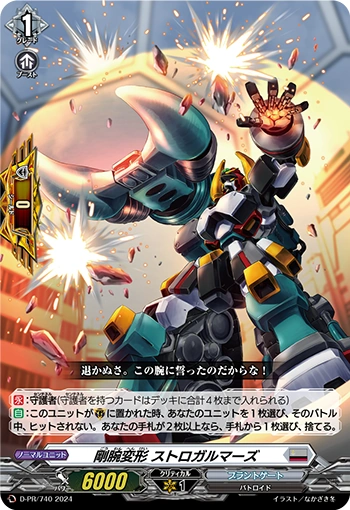 1
グレード
ブースト
シールド
0
退かぬさ。この腕に誓ったのだからな！
永：守護者（守護者を持つカードはデッキに合計４枚まで入れられる）
自：このユニットが に置かれた時、あなたのユニットを１枚選び、そのバトル
中、ヒットされない。あなたの手札が２枚以上なら、手札から１枚選び、捨てる。
ノーマルユニット
剛腕変形 ストロガルマーズ
パワー
6000
クリティカル
1
ブラントゲート
バトロイド
D-PR/740 2024
イラスト／なかざき冬